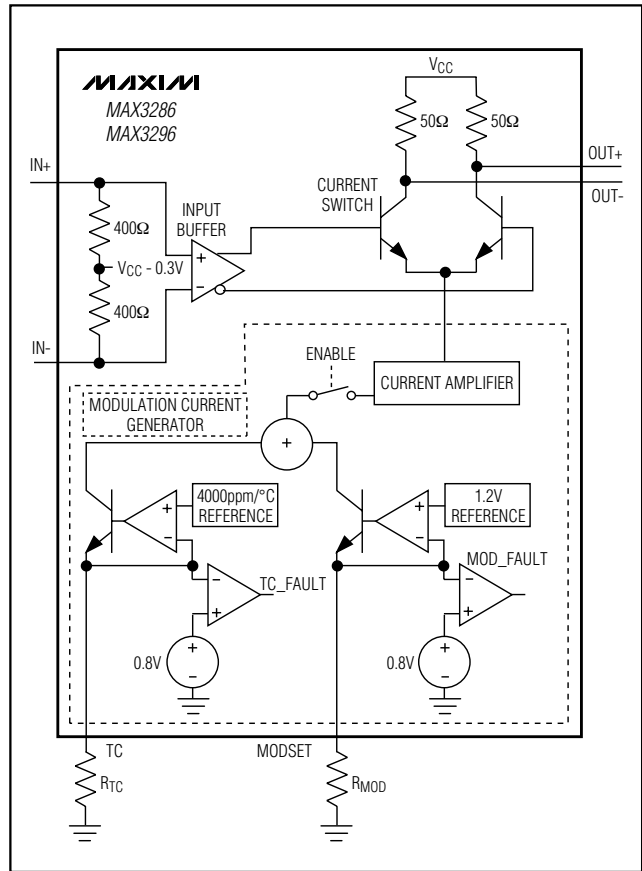 VCC
MAXIM
MAX3286
MAX3296
50Ω
50Ω
IN+
OUT+
OUT-
CURRENT
SWITCH
INPUT
BUFFER
400Ω
+
VCC - 0.3V
−
400Ω
IN-
ENABLE
CURRENT AMPLIFIER
MODULATION CURRENT
GENERATOR
+
4000ppm/°C
REFERENCE
+
−
1.2V
REFERENCE
+
−
TC_FAULT
−
+
MOD_FAULT
−
+
0.8V
+
−
0.8V
+
−
TC
MODSET
RTC
RMOD